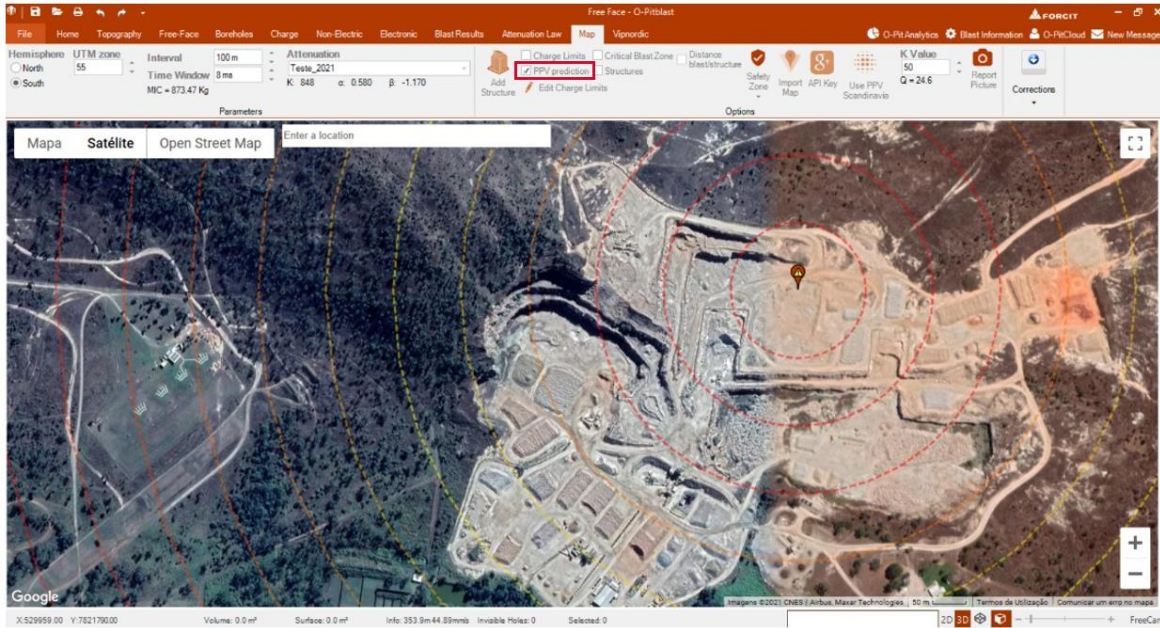 Free Face - O-Pitblast
FORCIT
File Home Topography Free-Face Boreholes Charge Non-Electric Electronic Blast Results Attenuation Law Map Vipnordic
O-Pit Analytics Blast Information O-PitCloud New Message
Hemisphere UTM zone
North 55
South
Interval 100 m
Time Window 8 ms
MIC = 873.47 Kg
Parameters
Attenuation
Teste_2021
K: 848 α: 0.580 β: -1.170
Add Structure
Charge Limits Critical Blast Zone Distance blast/structure
PPV prediction Structures
Edit Charge Limits
Safety Zone
Import Map
API Key
Use PPV Scandinavia
K Value
50
Q = 24.6
Report Picture
Corrections
Options
Mapa Satélite Open Street Map
Enter a location
Google
Imagens ©2021 CNES / Airbus, Maxar Technologies 50 m Termos de Utilização Comunicar um erro no mapa
X:529959.00 Y:7821790.00 Volume: 0.0 m³ Surface: 0.0 m² Info: 353.9m 44.89mm/s Invisible Holes: 0 Selected: 0 2D 3D FreeCam